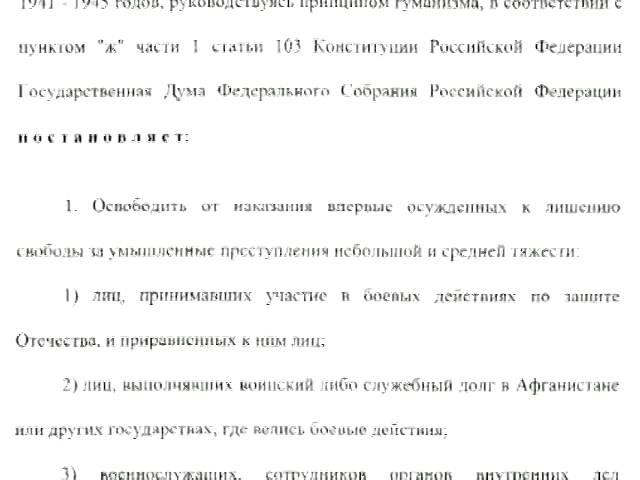 1941 - 1945 годов, руководствуясь принципом гуманизма, в соответствии с
пунктом "ж" части 1 статьи 103 Конституции Российской Федерации
Государственная Дума Федерального Собрания Российской Федерации
п о с т а н о в л я е т:
1. Освободить от наказания впервые осужденных к лишению
свободы за умышленные преступления небольшой и средней тяжести:
1) лиц, принимавших участие в боевых действиях по защите
Отечества, и приравненных к ним лиц;
2) лиц, выполнявших воинский либо служебный долг в Афганистане
или других государствах, где велись боевые действия;
3) военнослужащих, сотрудников органов внутренних дел